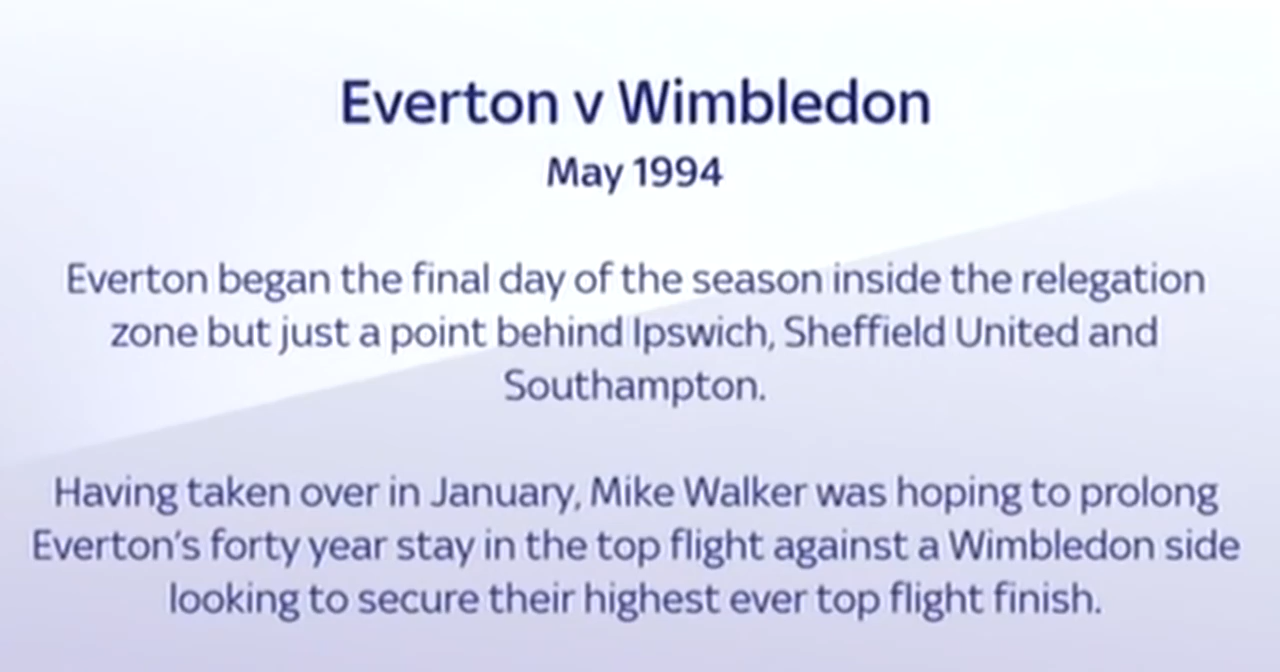 Everton v Wimbledon
May 1994
Everton began the final day of the season inside the relegation
zone but just a point behind Ipswich, Sheffield United and
Southampton.
Having taken over in January, Mike Walker was hoping to prolong
Everton's forty year stay in the top flight against a Wimbledon side
looking to secure their highest ever top flight finish.